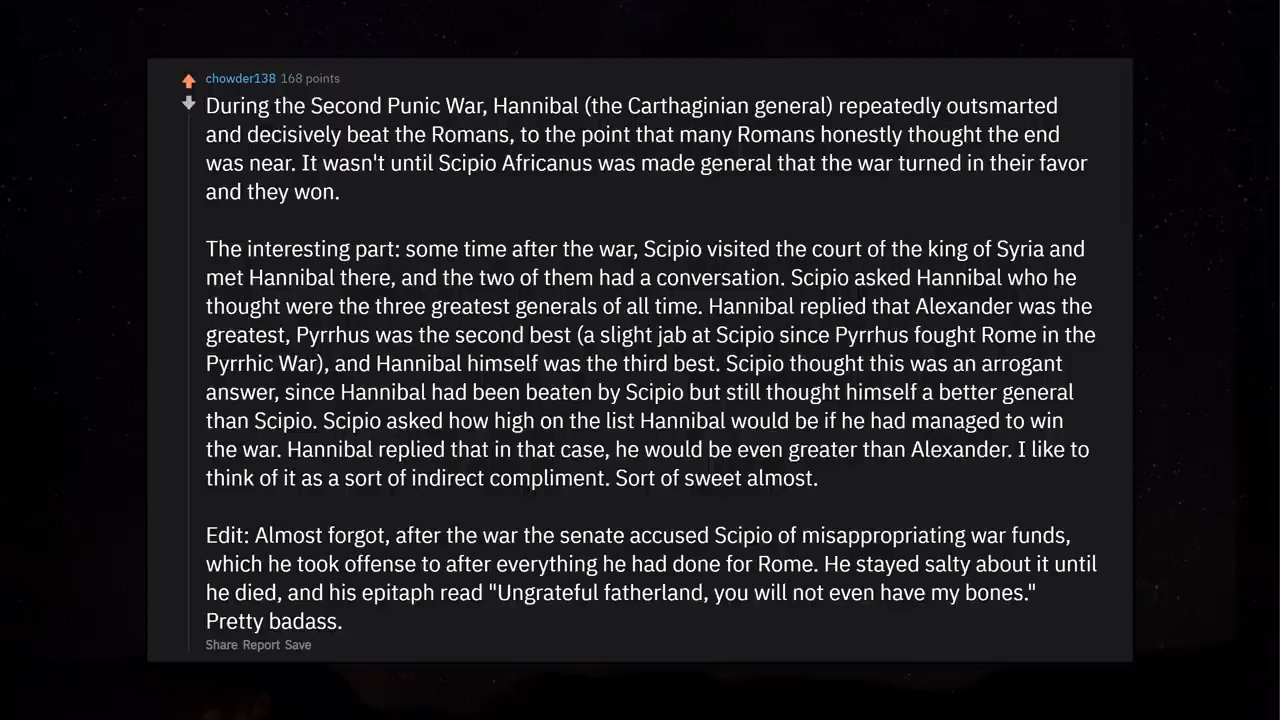 chowder138 168 points
During the Second Punic War, Hannibal (the Carthaginian general) repeatedly outsmarted
and decisively beat the Romans, to the point that many Romans honestly thought the end
was near. It wasn't until Scipio Africanus was made general that the war turned in their favor
and they won.
The interesting part: some time after the war, Scipio visited the court of the king of Syria and
met Hannibal there, and the two of them had a conversation. Scipio asked Hannibal who he
thought were the three greatest generals of all time. Hannibal replied that Alexander was the
greatest, Pyrrhus was the second best (a slight jab at Scipio since Pyrrhus fought Rome in the
Pyrrhic War), and Hannibal himself was the third best. Scipio thought this was an arrogant
answer, since Hannibal had been beaten by Scipio but still thought himself a better general
than Scipio. Scipio asked how high on the list Hannibal would be if he had managed to win
the war. Hannibal replied that in that case, he would be even greater than Alexander. I like to
think of it as a sort of indirect compliment. Sort of sweet almost.
Edit: Almost forgot, after the war the senate accused Scipio of misappropriating war funds,
which he took offense to after everything he had done for Rome. He stayed salty about it until
he died, and his epitaph read "Ungrateful fatherland, you will not even have my bones."
Pretty badass.
Share Report Save